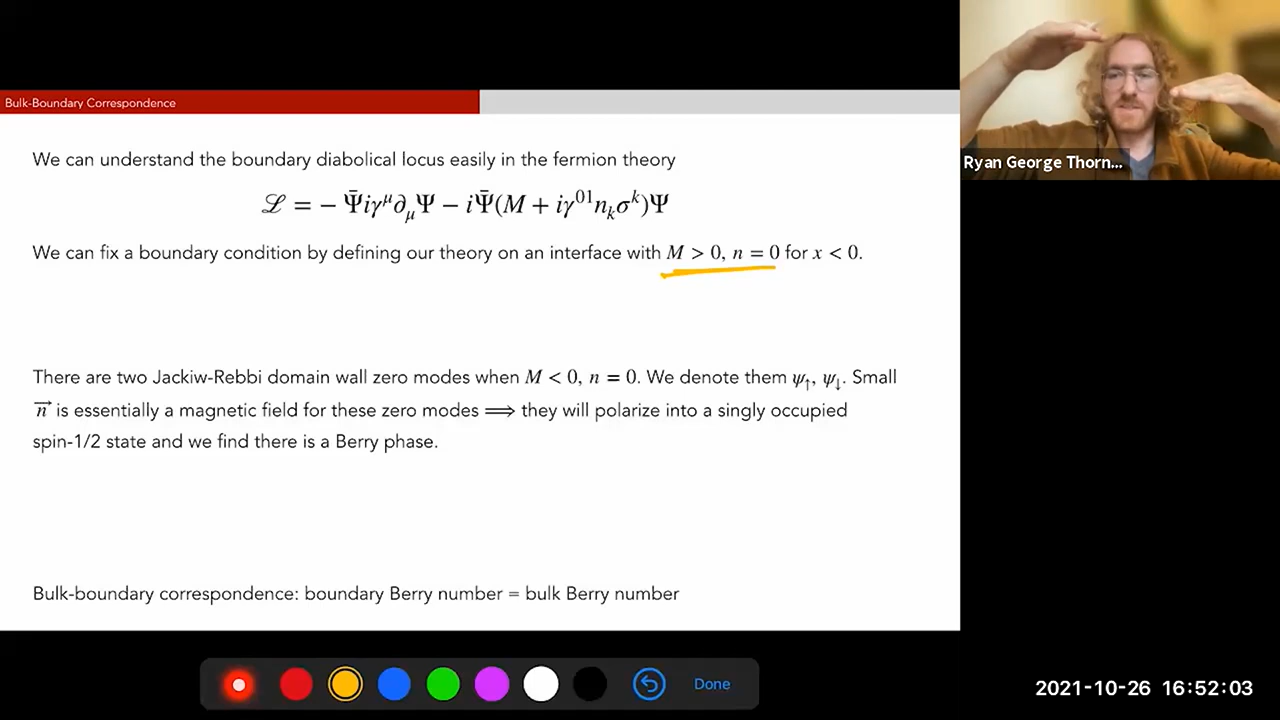 Bulk-Boundary Correspondence
We can understand the boundary diabolical locus easily in the fermion theory
ℒ = − Ψ̄iγ^μ∂_μΨ − iΨ̄(M + iγ^{01}n_kσ^k)Ψ
We can fix a boundary condition by defining our theory on an interface with M > 0, n = 0 for x < 0.
There are two Jackiw-Rebbi domain wall zero modes when M < 0, n = 0. We denote them ψ↑, ψ↓. Small
n⃗ is essentially a magnetic field for these zero modes ⟹ they will polarize into a singly occupied
spin-1/2 state and we find there is a Berry phase.
Bulk-boundary correspondence: boundary Berry number = bulk Berry number
Ryan George Thorn...
Done
2021-10-26 16:52:03